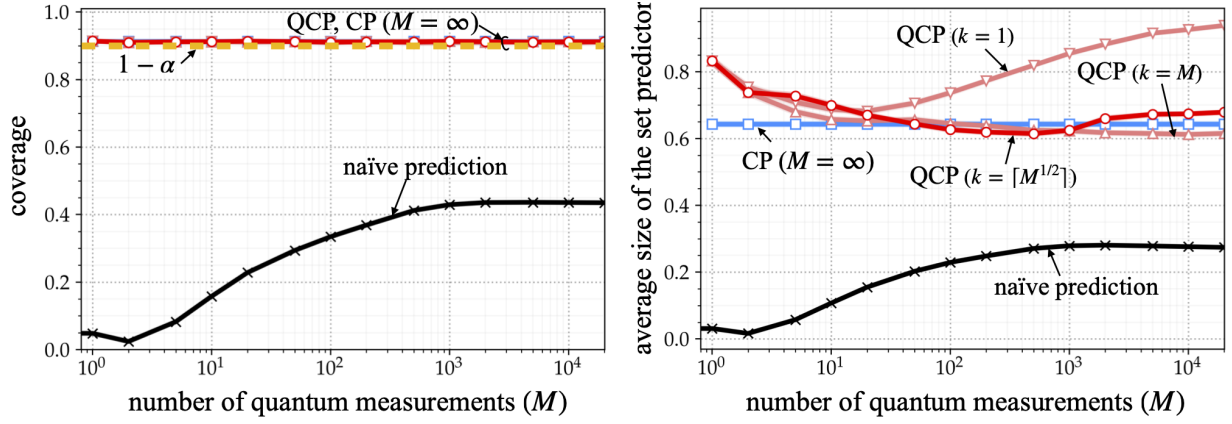 1.0
0.8
0.6
0.4
0.2
0.0
coverage
QCP, CP (M = ∞)
1 − α
naïve prediction
10⁰
10¹
10²
10³
10⁴
number of quantum measurements (M)
0.8
0.6
0.4
0.2
0.0
average size of the set predictor
QCP (k = 1)
QCP (k = M)
CP (M = ∞)
QCP (k = ⌈M^{1/2}⌉)
naïve prediction
10⁰
10¹
10²
10³
10⁴
number of quantum measurements (M)